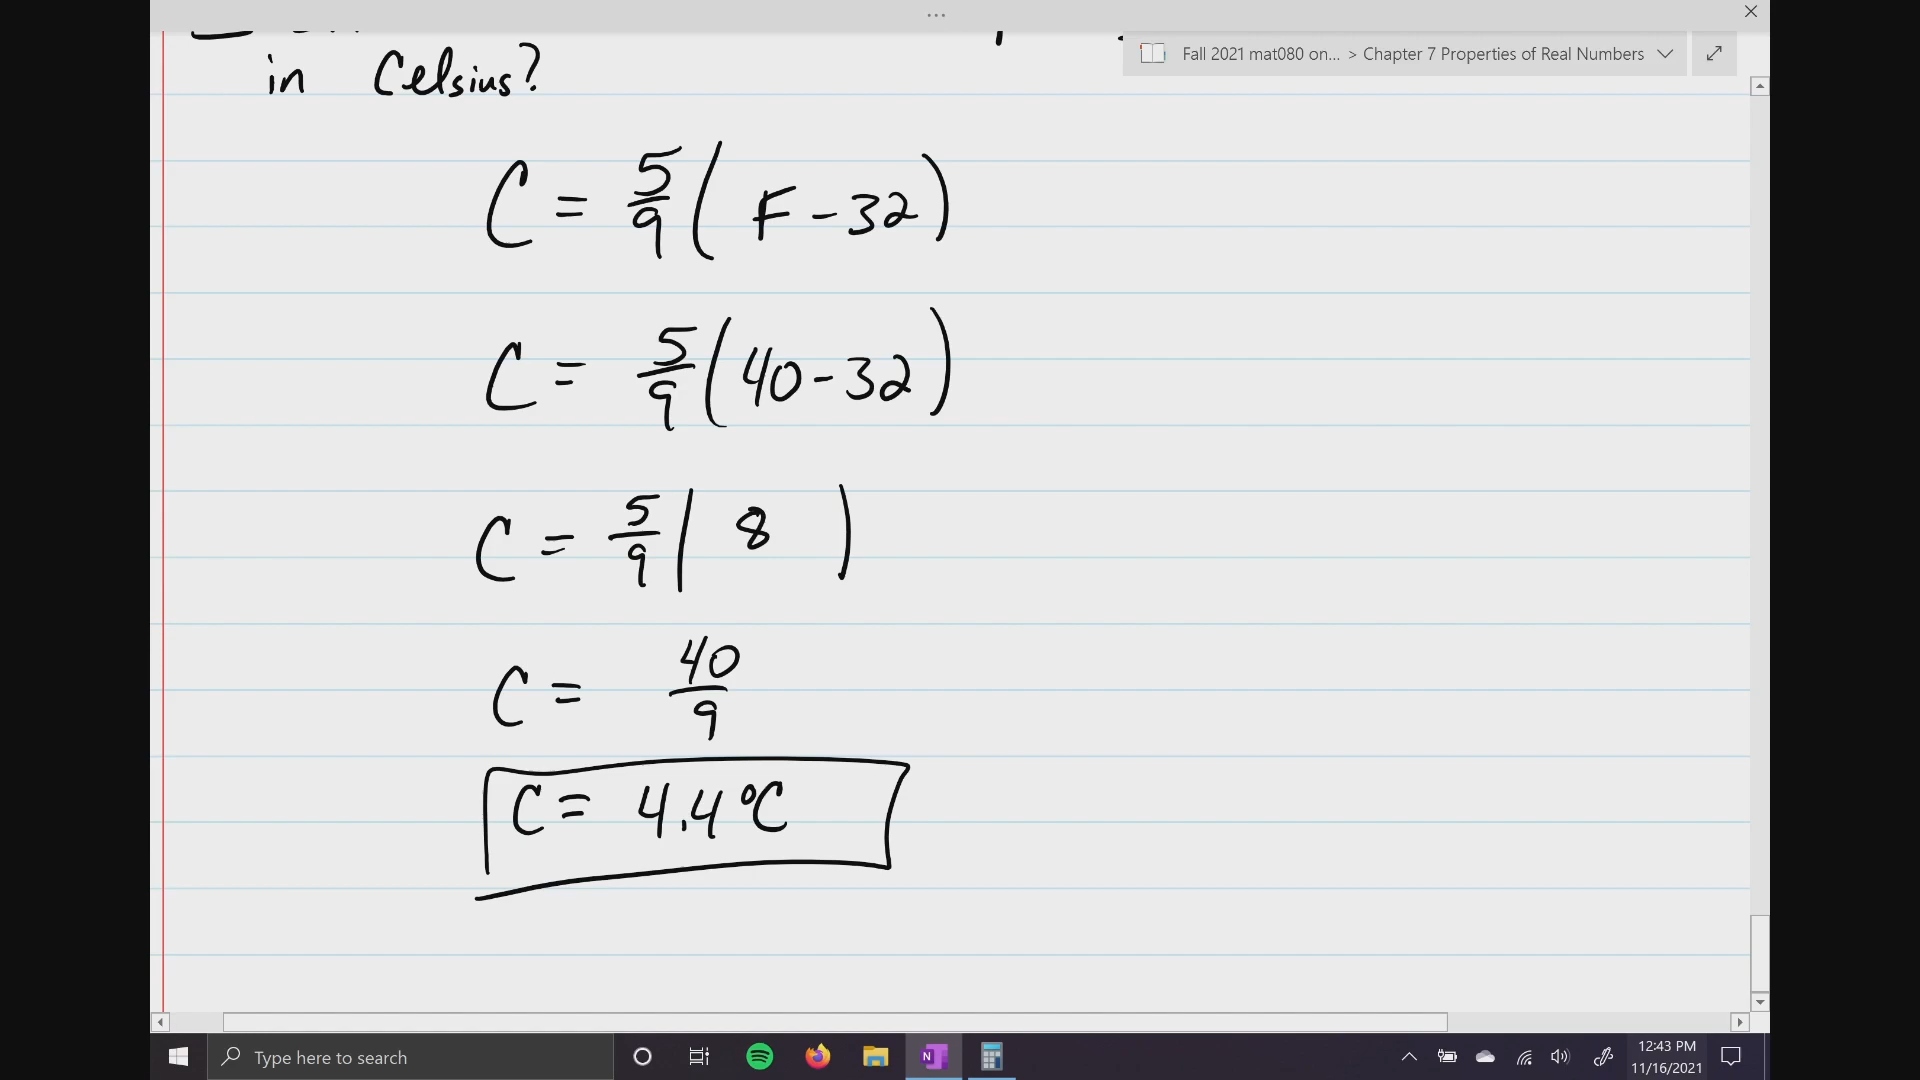 ...
Fall 2021 mat080 on... > Chapter 7 Properties of Real Numbers
in Celsius?
C = 5/9 ( F - 32 )
C = 5/9 ( 40 - 32 )
C = 5/9 ( 8 )
C = 40/9
C = 4.4 °C
Type here to search
N
12:43 PM
11/16/2021